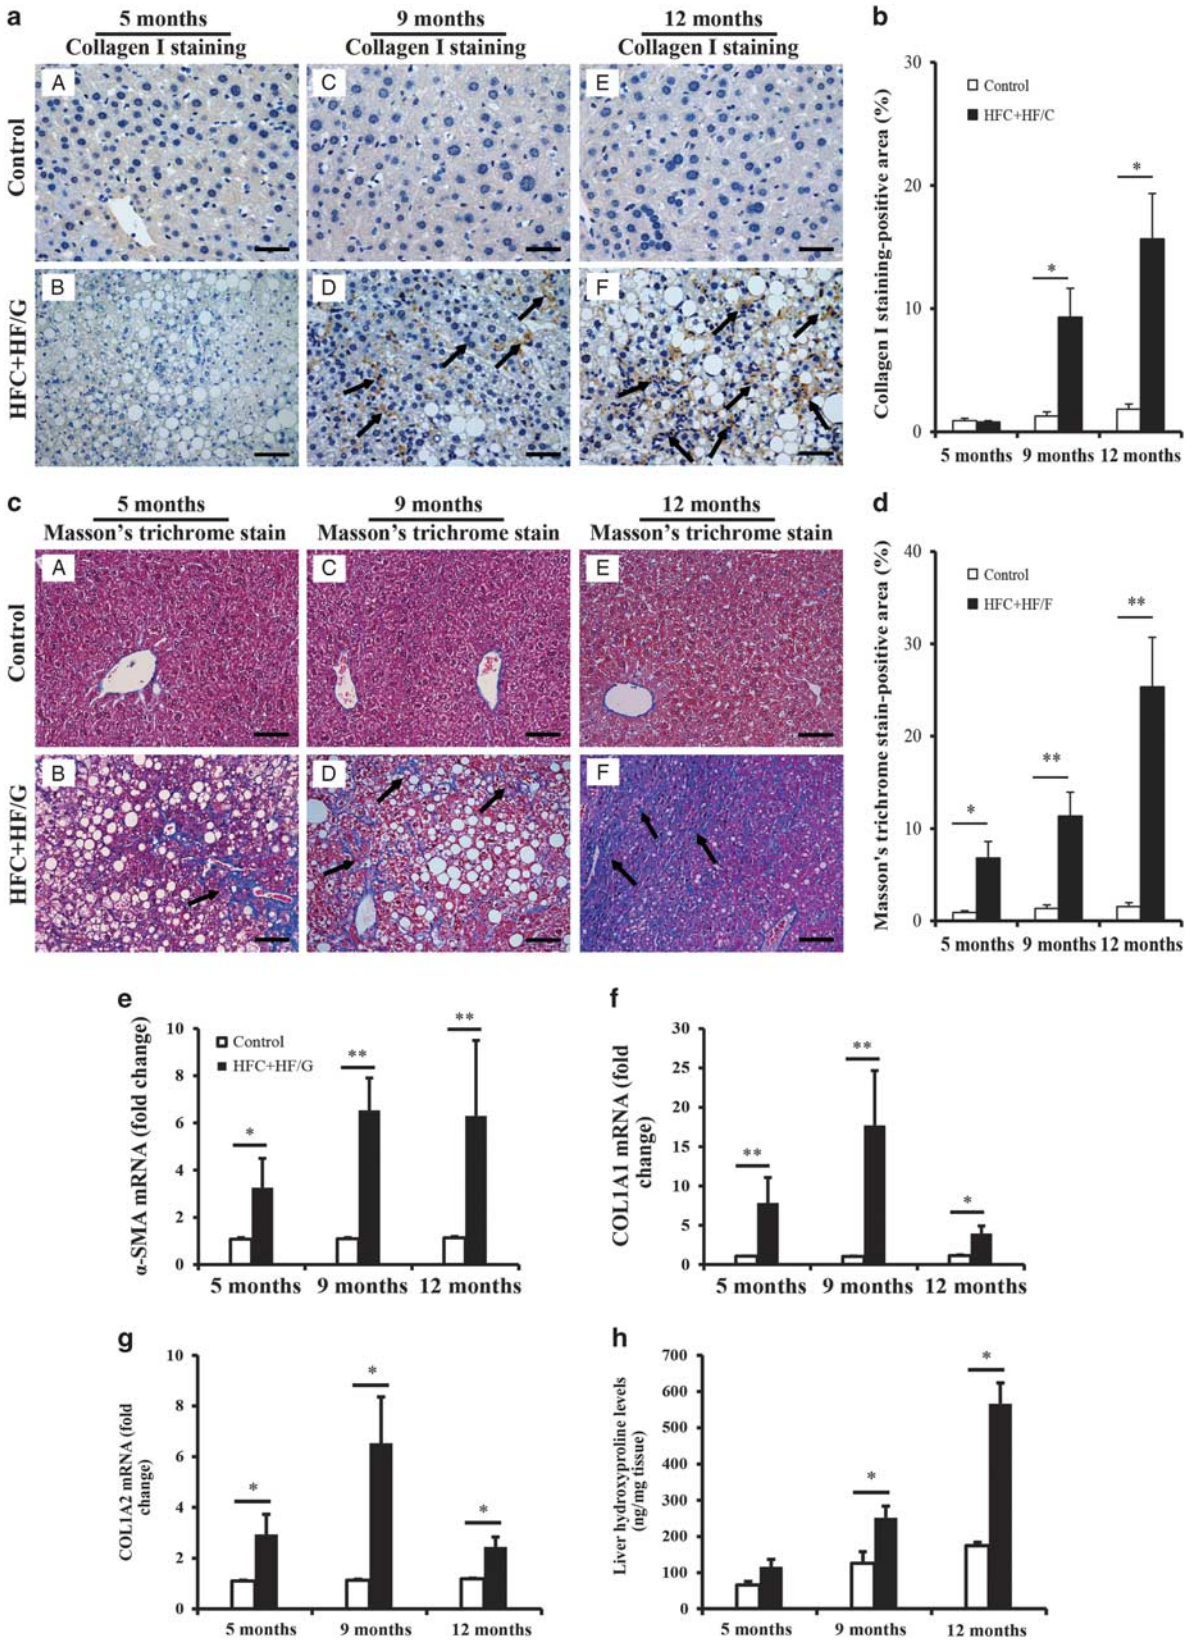 a
5 months
9 months
12 months
Collagen I staining
Collagen I staining
Collagen I staining
Control
HFC+HF/G
A
C
E
B
D
F
b
Collagen I staining-positive area (%)
30
20
10
0
Control
HFC+HF/C
*
*
5 months 9 months 12 months
c
5 months
9 months
12 months
Masson's trichrome stain
Masson's trichrome stain
Masson's trichrome stain
Control
HFC+HF/G
A
C
E
B
D
F
d
Masson's trichrome stain-positive area (%)
40
30
20
10
0
Control
HFC+HF/F
*
**
**
5 months 9 months 12 months
e
α-SMA mRNA (fold change)
10
8
6
4
2
0
Control
HFC+HF/G
*
**
**
5 months 9 months 12 months
f
COL1A1 mRNA (fold
change)
30
25
20
15
10
5
0
**
**
*
5 months 9 months 12 months
g
COL1A2 mRNA (fold
change)
10
8
6
4
2
0
*
*
*
5 months 9 months 12 months
h
Liver hydroxyproline levels
(ng/mg tissue)
700
600
500
400
300
200
100
0
*
*
5 months 9 months 12 months